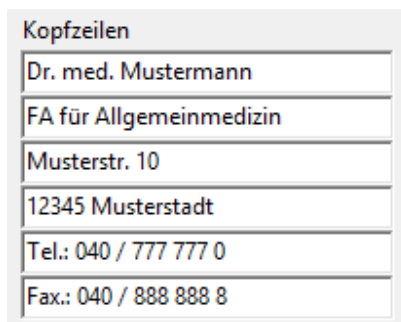 Kopfzeilen
Dr. med. Mustermann
FA für Allgemeinmedizin
Musterstr. 10
12345 Musterstadt
Tel.: 040 / 777 777 0
Fax.: 040 / 888 888 8